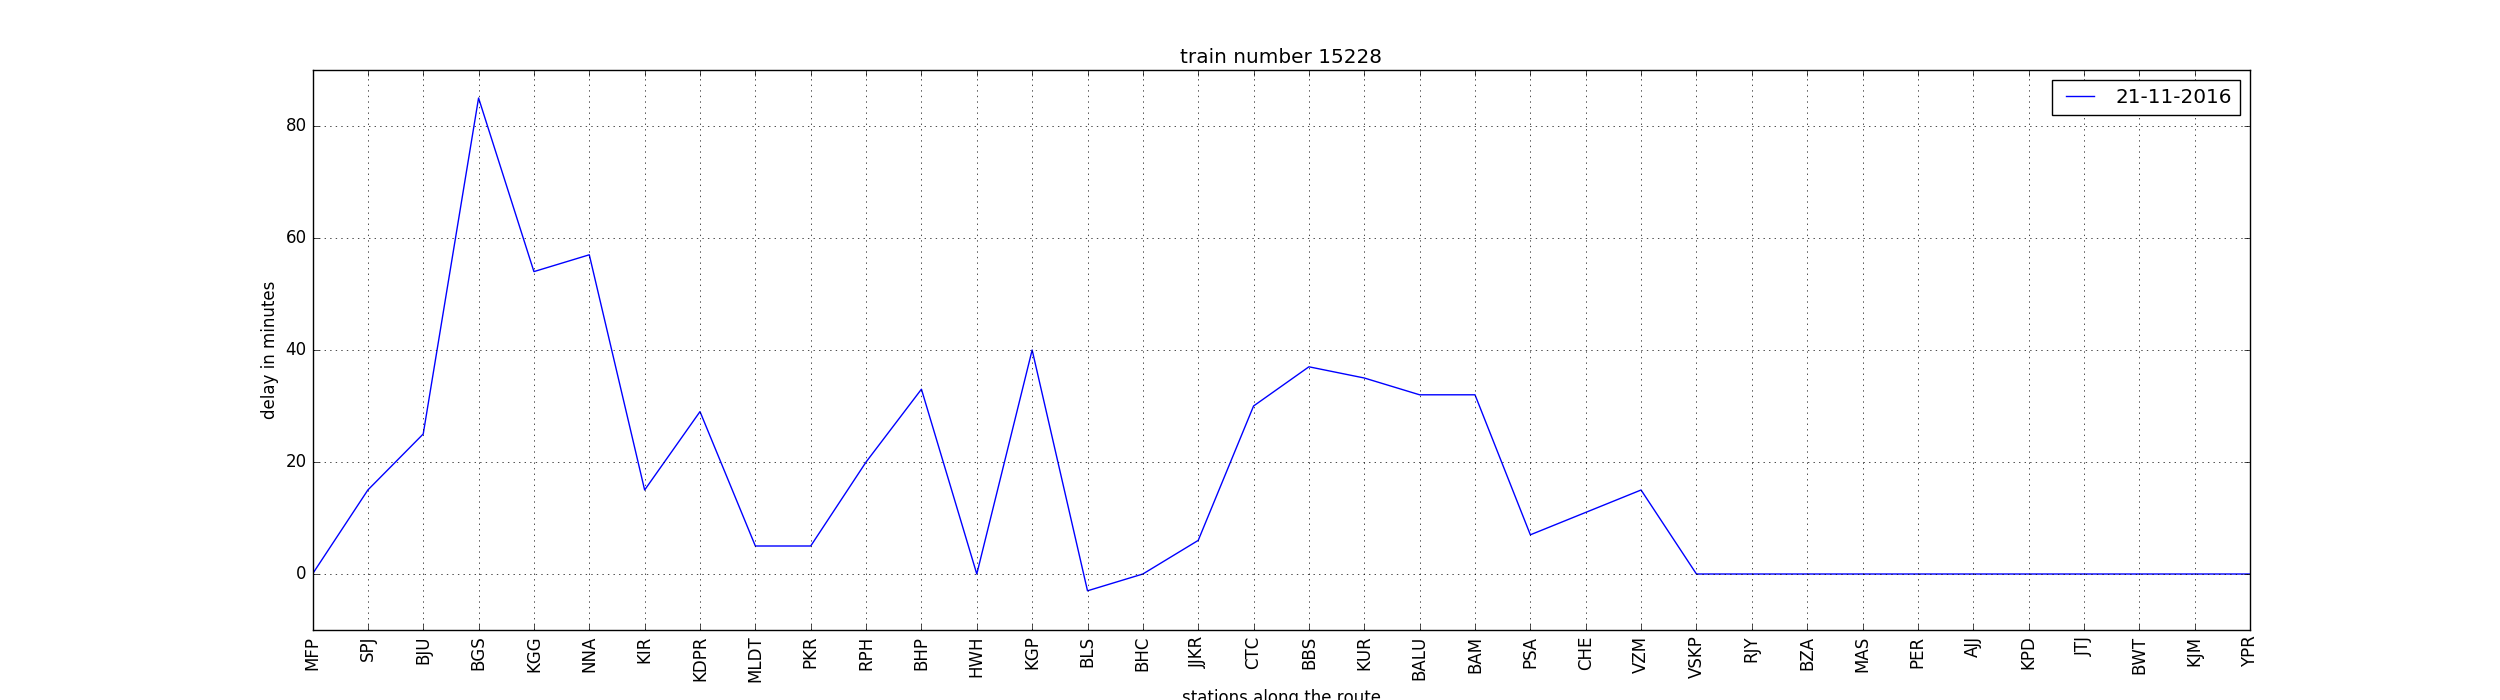 train number 15228
21-11-2016
80
60
40
20
0
delay in minutes
MFP
SPJ
BJU
BGS
KGG
NNA
KIR
KDPR
MLDT
PKR
RPH
BHP
HWH
KGP
BLS
BHC
JJKR
CTC
BBS
KUR
BALU
BAM
PSA
CHE
VZM
VSKP
RJY
BZA
MAS
PER
AJJ
KPD
JTJ
BWT
KJM
YPR
stations along the route